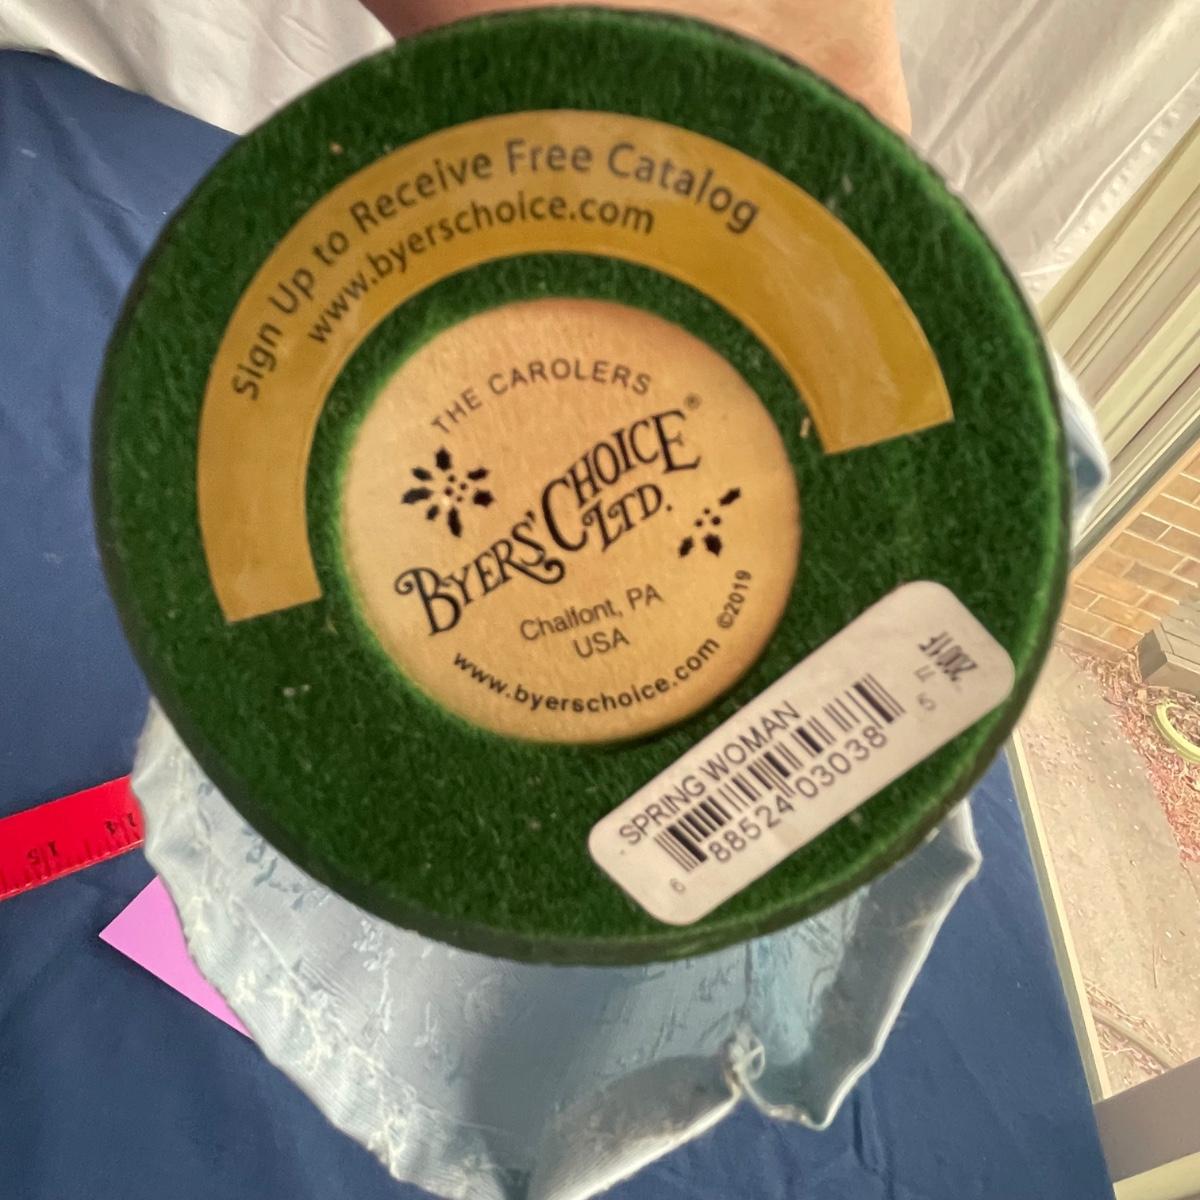 Sign Up to Receive Free Catalog
www.byerschoice.com
THE CAROLERS
BYERS' CHOICE®
LTD.
Chalfont, PA
USA
www.byerschoice.com ©2019
SPRING WOMAN
6 88524 03038 5